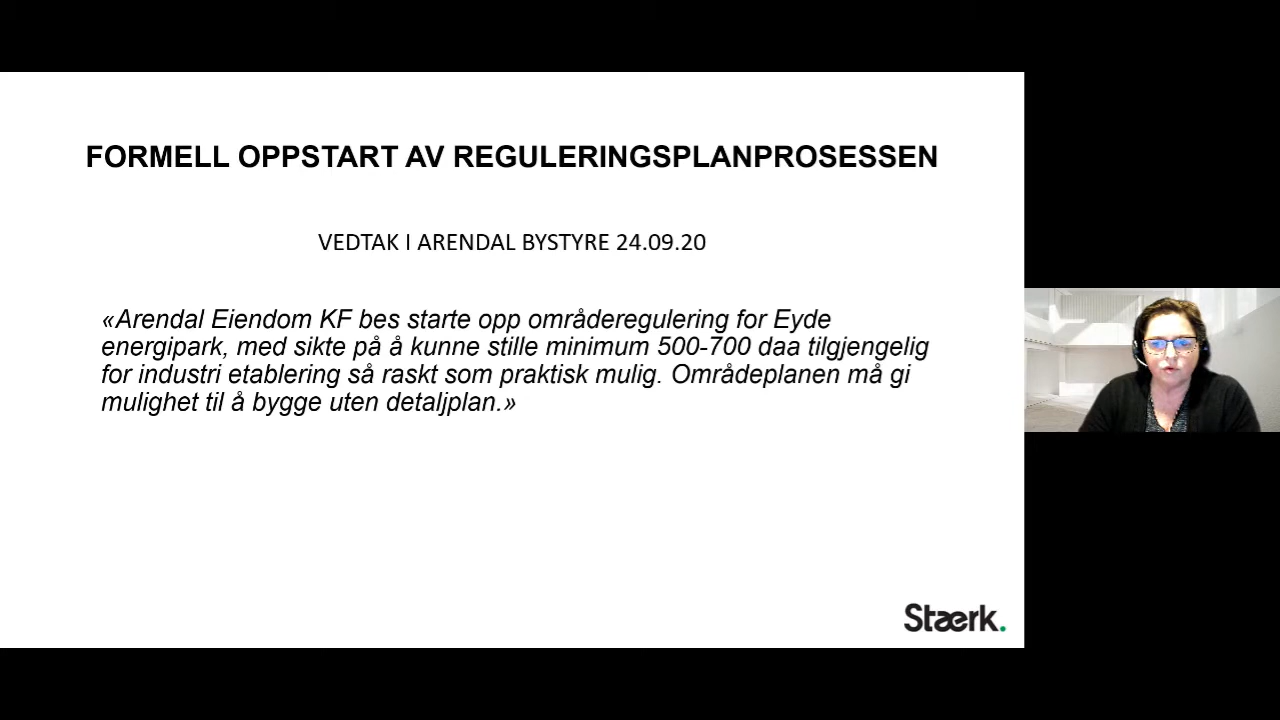 FORMELL OPPSTART AV REGULERINGSPLANPROSESSEN
VEDTAK I ARENDAL BYSTYRE 24.09.20
«Arendal Eiendom KF bes starte opp områderegulering for Eyde
energipark, med sikte på å kunne stille minimum 500-700 daa tilgjengelig
for industri etablering så raskt som praktisk mulig. Områdeplanen må gi
mulighet til å bygge uten detaljplan.»
Stærk.